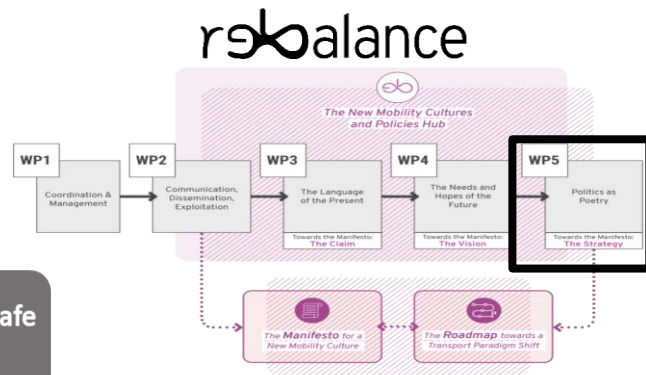 rebalance
The New Mobility Cultures
and Policies Hub
WP1
Coordination &
Management
WP2
Communication,
Dissemination,
Exploitation
WP3
The Language
of the Present
Towards the Manifesto:
The Claim
WP4
The Needs and
Hopes of the
Future
Towards the Manifesto:
The Vision
WP5
Politics as
Poetry
Towards the Manifesto:
The Strategy
afe
The Manifesto for a
New Mobility Culture
The Roadmap towards a
Transport Paradigm Shift